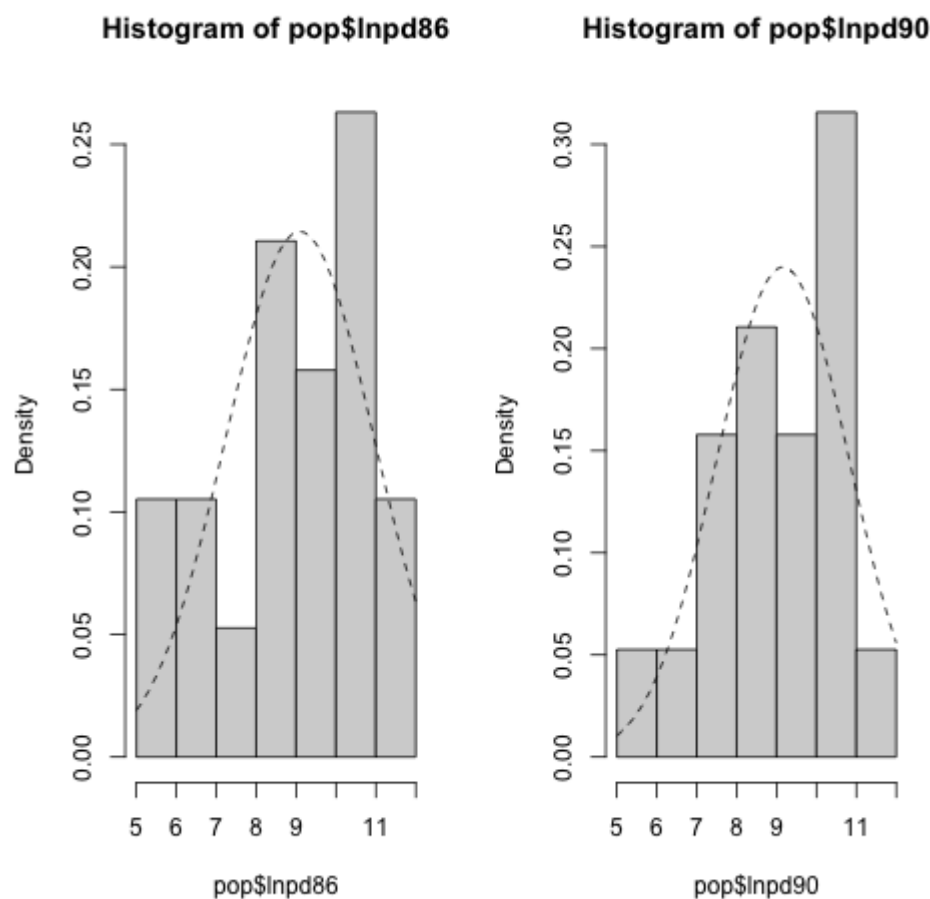 Histogram of pop$lnpd86
Density
0.00 0.05 0.10 0.15 0.20 0.25
5 6 7 8 9 11
pop$lnpd86
Histogram of pop$lnpd90
Density
0.00 0.05 0.10 0.15 0.20 0.25 0.30
5 6 7 8 9 11
pop$lnpd90